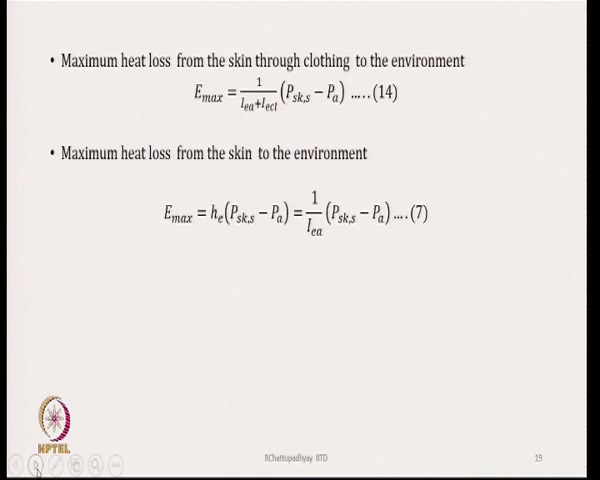 • Maximum heat loss from the skin through clothing to the environment
E_max = 1/(I_ea+I_ecl) (P_sk,s − P_a) ..... (14)
• Maximum heat loss from the skin to the environment
E_max = h_e(P_sk,s − P_a) = 1/I_ea (P_sk,s − P_a) .... (7)
NPTEL
RChattopadhyay IITD
19